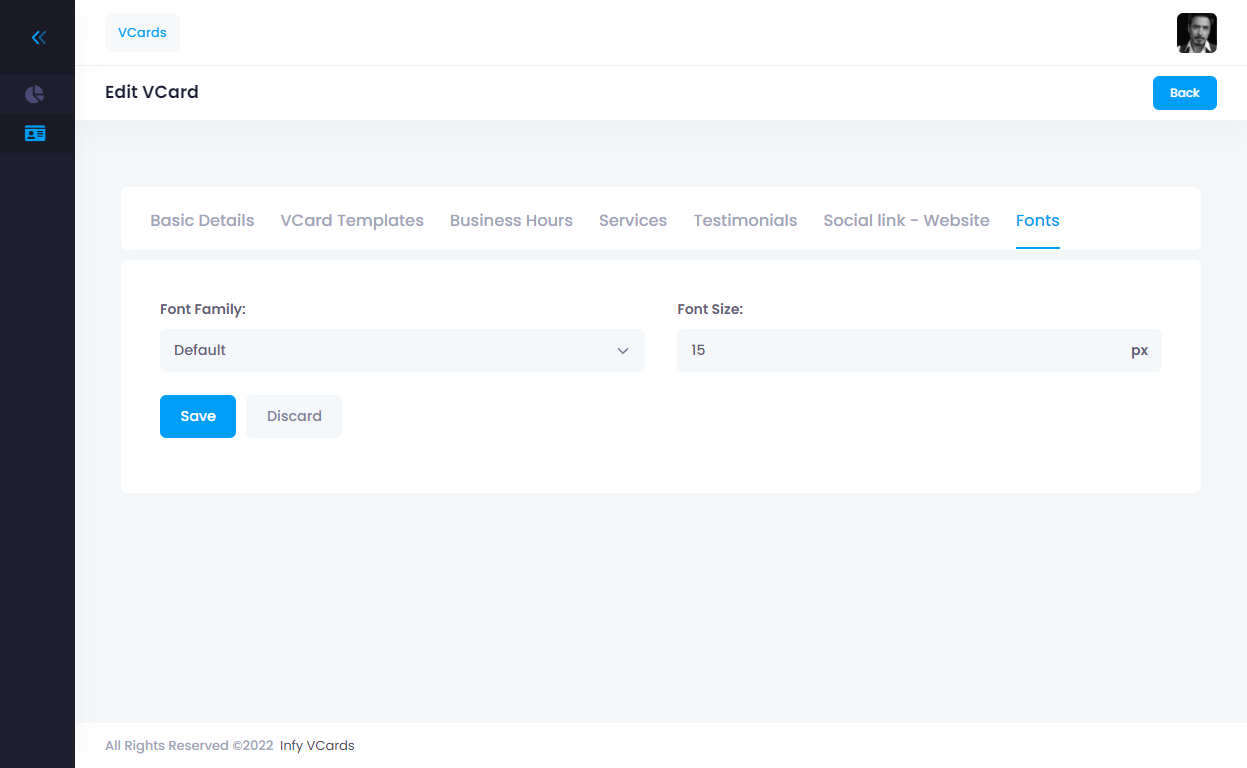 VCards
Edit VCard
Back
Basic Details VCard Templates Business Hours Services Testimonials Social link - Website Fonts
Font Family: Font Size:
Default 15 px
Save Discard
All Rights Reserved ©2022 Infy VCards